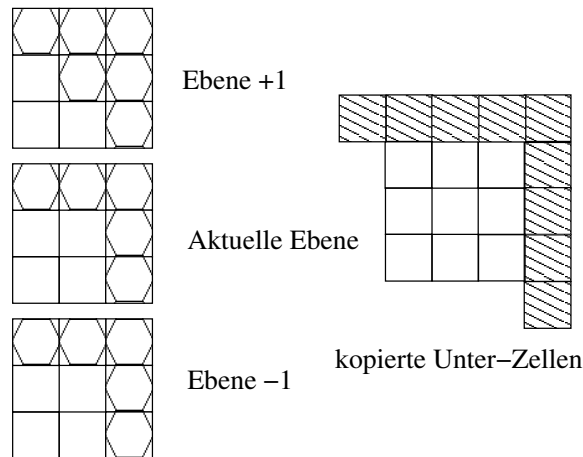 Ebene +1
Aktuelle Ebene
kopierte Unter−Zellen
Ebene −1